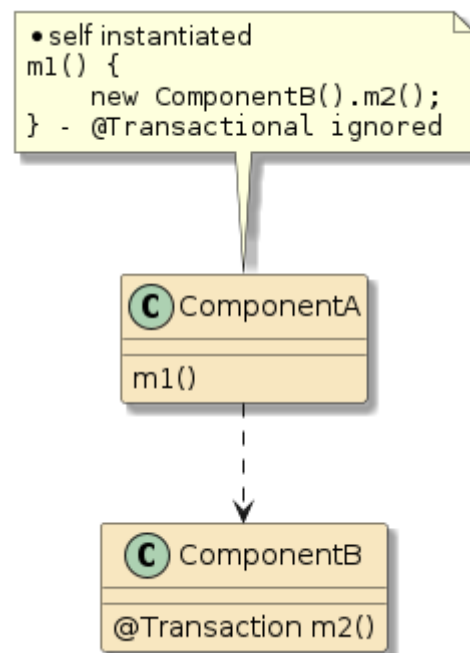 • self instantiated
m1() {
    new ComponentB().m2();
} - @Transactional ignored
C ComponentA
m1()
C ComponentB
@Transaction m2()